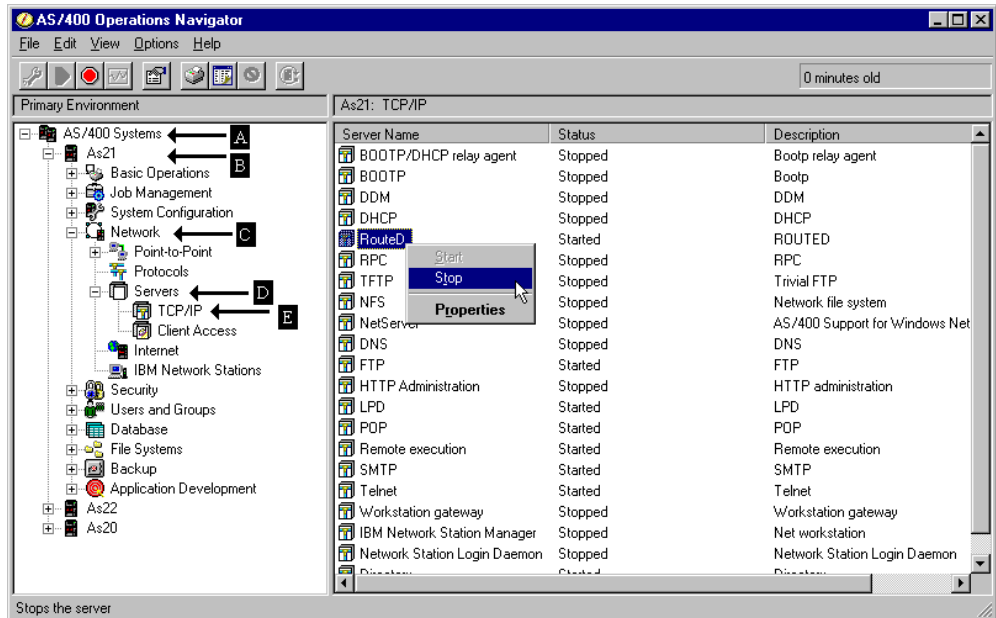 AS/400 Operations Navigator
File Edit View Options Help
0 minutes old
Primary Environment
As21: TCP/IP
AS/400 Systems A
As21 B
Basic Operations
Job Management
System Configuration
Network C
Point-to-Point
Protocols
Servers D
TCP/IP E
Client Access
Internet
IBM Network Stations
Security
Users and Groups
Database
File Systems
Backup
Application Development
As22
As20
Server Name Status Description
BOOTP/DHCP relay agent Stopped Bootp relay agent
BOOTP Stopped Bootp
DDM Stopped DDM
DHCP Stopped DHCP
RouteD Started ROUTED
RPC Stopped RPC
TFTP Stopped Trivial FTP
NFS Stopped Network file system
NetServer Stopped AS/400 Support for Windows Net
DNS Stopped DNS
FTP Started FTP
HTTP Administration Stopped HTTP administration
LPD Started LPD
POP Started POP
Remote execution Started Remote execution
SMTP Started SMTP
Telnet Started Telnet
Workstation gateway Stopped Workstation gateway
IBM Network Station Manager Stopped Net workstation
Network Station Login Daemon Stopped Network Station Login Daemon
Start
Stop
Properties
Stops the server